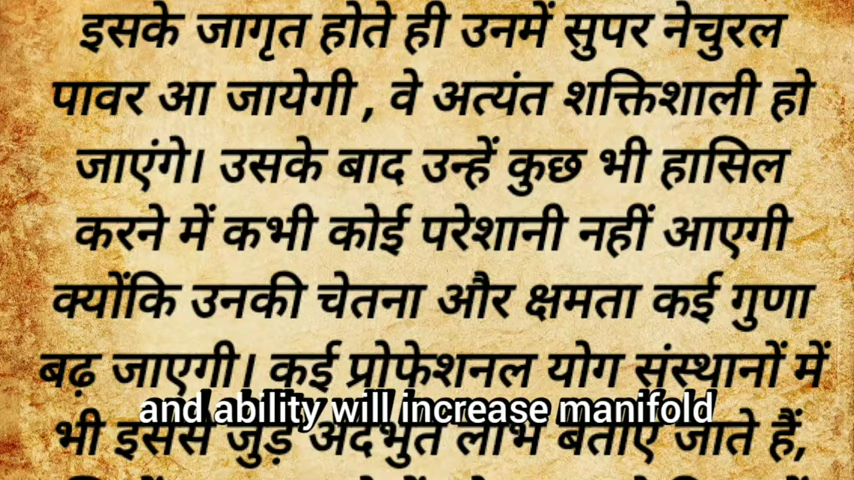 इसके जागृत होते ही उनमें सुपर नेचुरल
पावर आ जायेगी , वे अत्यंत शक्तिशाली हो
जाएंगे। उसके बाद उन्हें कुछ भी हासिल
करने में कभी कोई परेशानी नहीं आएगी
क्योंकि उनकी चेतना और क्षमता कई गुणा
बढ़ जाएगी। कई प्रोफेशनल योग संस्थानों में
and ability will increase manifold
भी इससे जुड़े अदभुत लाभ बताए जाते हैं,